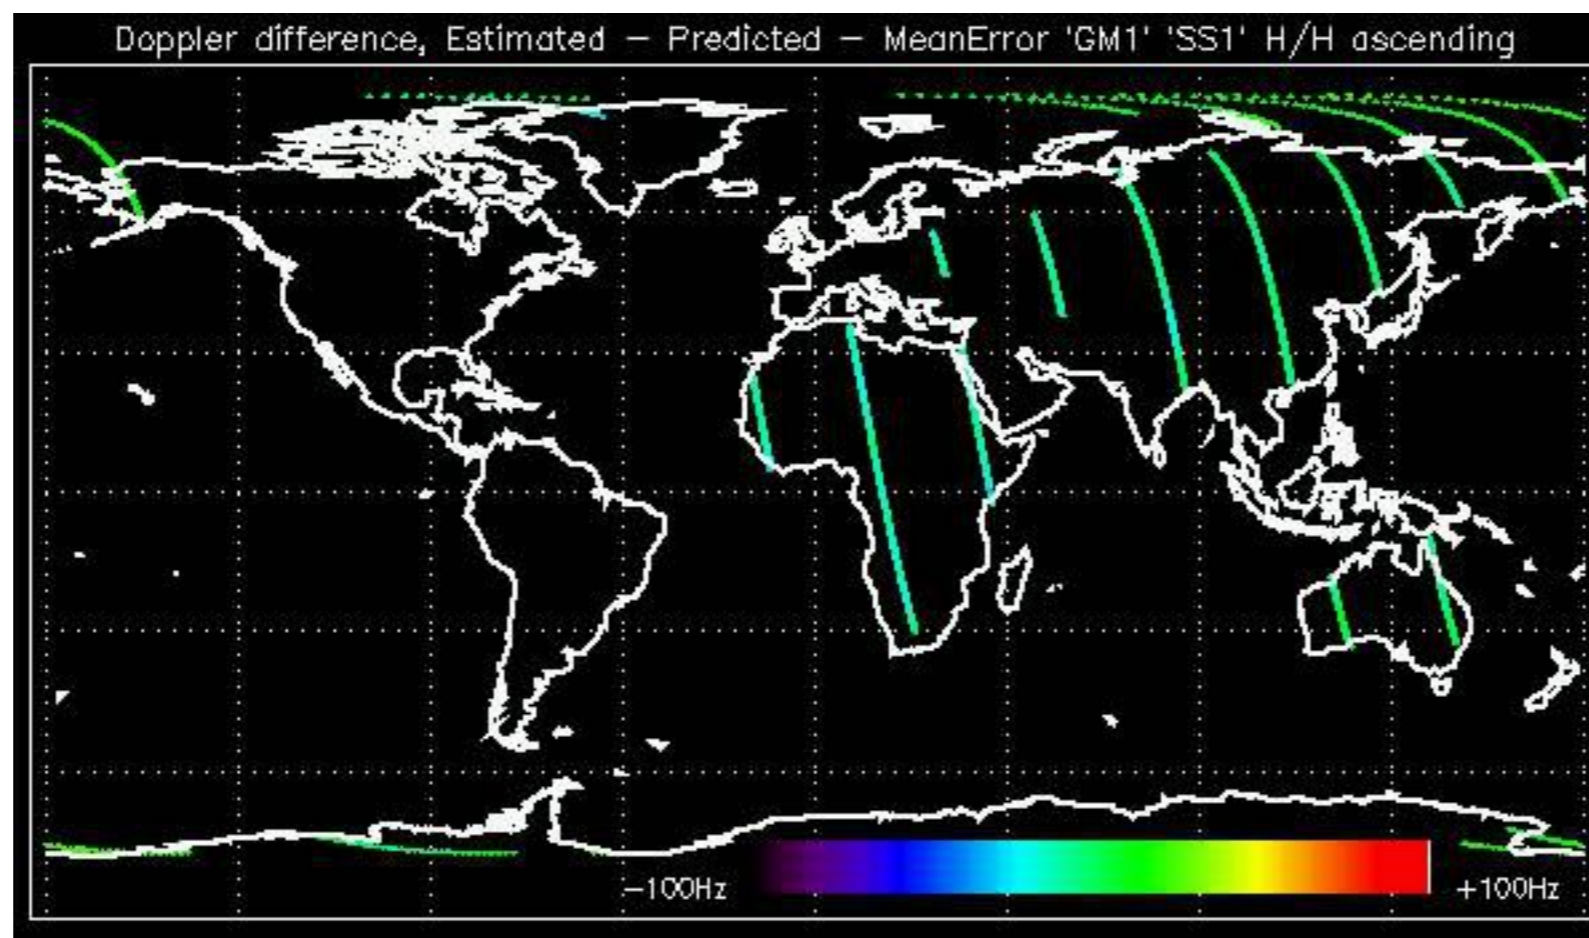 Doppler difference, Estimated – Predicted – MeanError 'GM1' 'SS1' H/H ascending
–100Hz
+100Hz